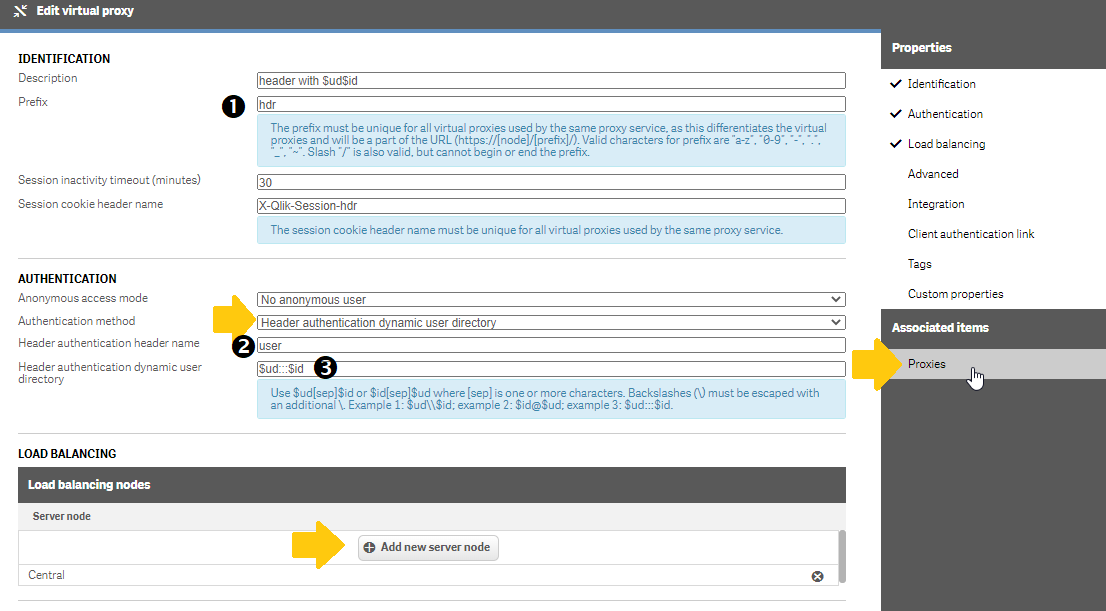 Edit virtual proxy
IDENTIFICATION
Description
header with $ud$id
Prefix
1
hdr
The prefix must be unique for all virtual proxies used by the same proxy service, as this differentiates the virtual
proxies and will be a part of the URL (https://[node]/[prefix]/). Valid characters for prefix are "a-z", "0-9", "-", ".",
"_", "~". Slash "/" is also valid, but cannot begin or end the prefix.
Session inactivity timeout (minutes)
30
Session cookie header name
X-Qlik-Session-hdr
The session cookie header name must be unique for all virtual proxies used by the same proxy service.
AUTHENTICATION
Anonymous access mode
No anonymous user
Authentication method
Header authentication dynamic user directory
Header authentication header name
2
user
Header authentication dynamic user
directory
$ud:::$id
3
Use $ud[sep]$id or $id[sep]$ud where [sep] is one or more characters. Backslashes (\) must be escaped with
an additional \. Example 1: $ud\\$id; example 2: $id@$ud; example 3: $ud:::$id.
LOAD BALANCING
Load balancing nodes
Server node
Add new server node
Central
Properties
Identification
Authentication
Load balancing
Advanced
Integration
Client authentication link
Tags
Custom properties
Associated items
Proxies